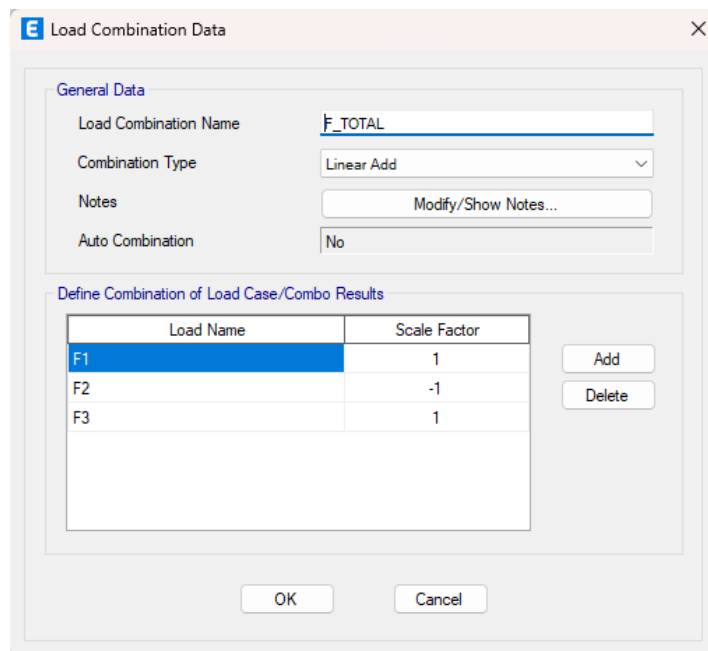 E Load Combination Data
General Data
Load Combination Name F_TOTAL
Combination Type Linear Add
Notes Modify/Show Notes...
Auto Combination No
Define Combination of Load Case/Combo Results
Load Name Scale Factor
F1 1 Add
F2 -1 Delete
F3 1
OK Cancel